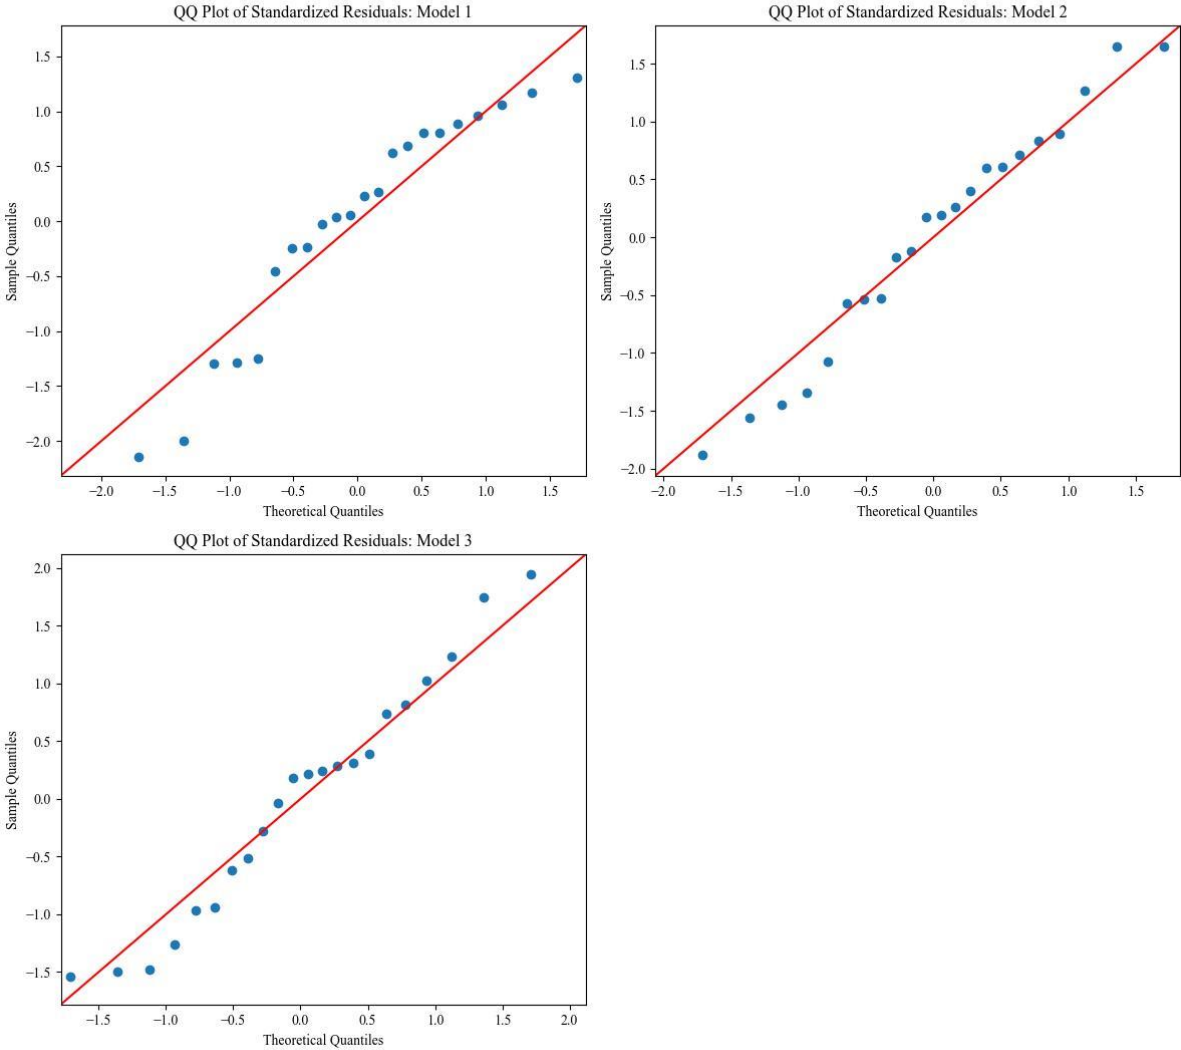 QQ Plot of Standardized Residuals: Model 1
1.5
1.0
0.5
0.0
−0.5
−1.0
−1.5
−2.0
Sample Quantiles
−2.0 −1.5 −1.0 −0.5 0.0 0.5 1.0 1.5
Theoretical Quantiles
QQ Plot of Standardized Residuals: Model 2
1.5
1.0
0.5
0.0
−0.5
−1.0
−1.5
−2.0
Sample Quantiles
−2.0 −1.5 −1.0 −0.5 0.0 0.5 1.0 1.5
Theoretical Quantiles
QQ Plot of Standardized Residuals: Model 3
2.0
1.5
1.0
0.5
0.0
−0.5
−1.0
−1.5
Sample Quantiles
−1.5 −1.0 −0.5 0.0 0.5 1.0 1.5 2.0
Theoretical Quantiles